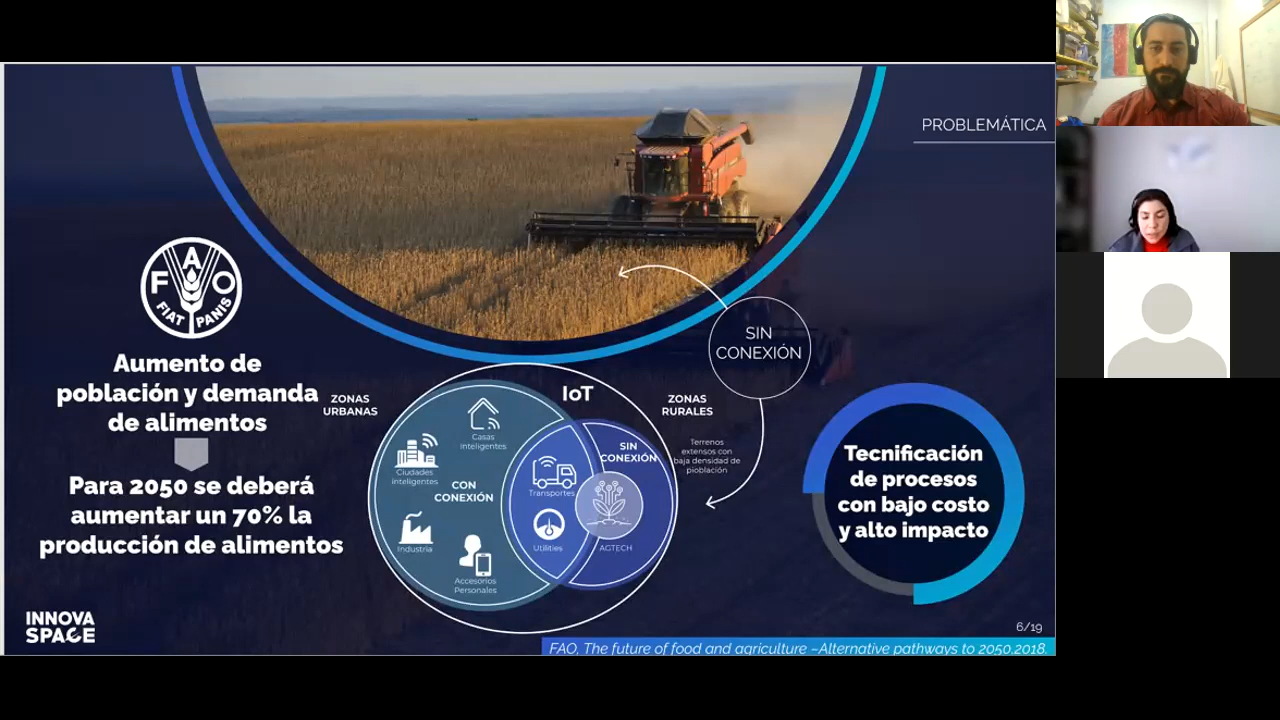 PROBLEMÁTICA
FAO
FIAT PANIS
Aumento de
población y demanda
de alimentos
Para 2050 se deberá
aumentar un 70% la
producción de alimentos
SIN
CONEXIÓN
ZONAS
URBANAS
IoT
ZONAS
RURALES
Terrenos
extensos con
baja densidad de
pioblación
Casas
Inteligentes
Ciudades
inteligentes
CON
CONEXIÓN
Industria
Accesorios
Personales
Transportes
Utilities
SIN
CONEXIÓN
AGTECH
Tecnificación
de procesos
con bajo costo
y alto impacto
INNOVA
SPACE
6/19
FAO, The future of food and agriculture –Alternative pathways to 2050.2018.